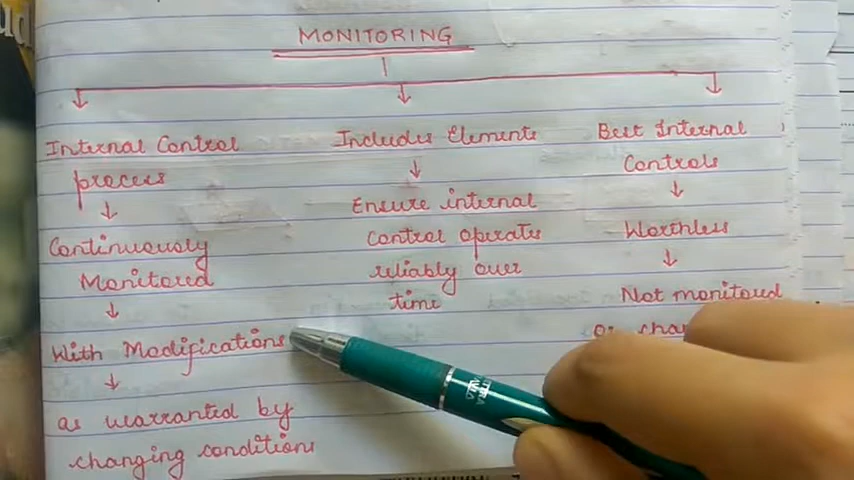 MONITORING
Internal Control
process
Continuously
Monitored
With Modifications
as warranted by
changing conditions
Includes Elements
Ensure internal
Control operates
reliably over
time
Best Internal
Controls
Worthless
Not monitored